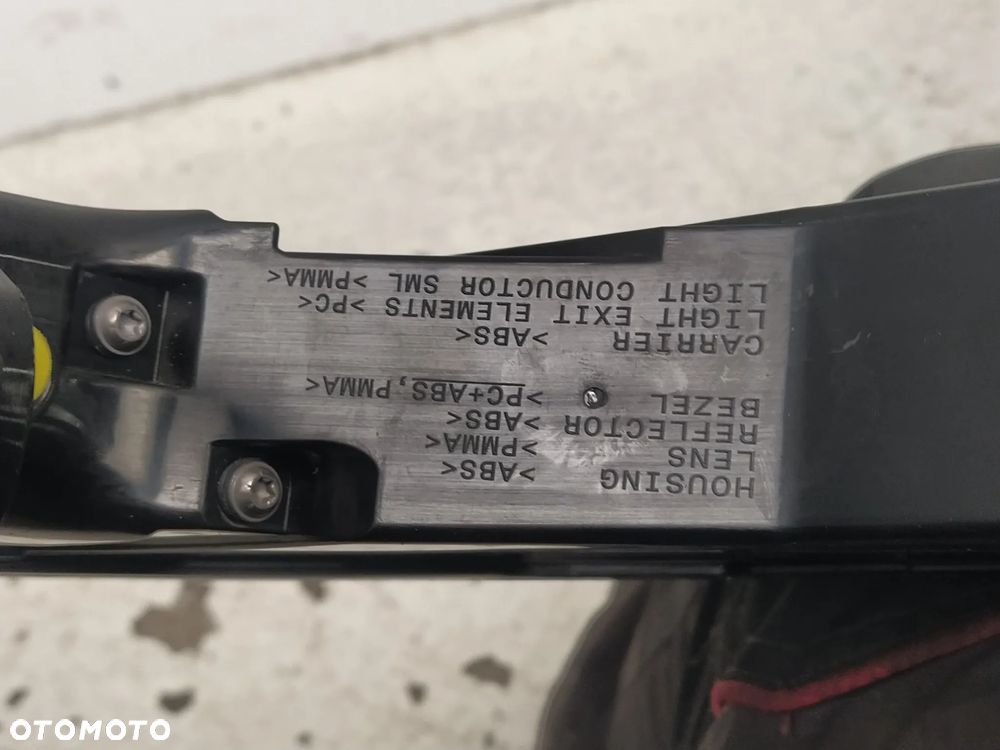 HOUSING >ABS<
LENS >PMMA<
REFLECTOR >ABS<
BEZEL >PC+ABS,PMMA<
CARRIER >ABS<
LIGHT EXIT ELEMENTS >PC<
LIGHT CONDUCTOR SML >PMMA<
OTOMOTO